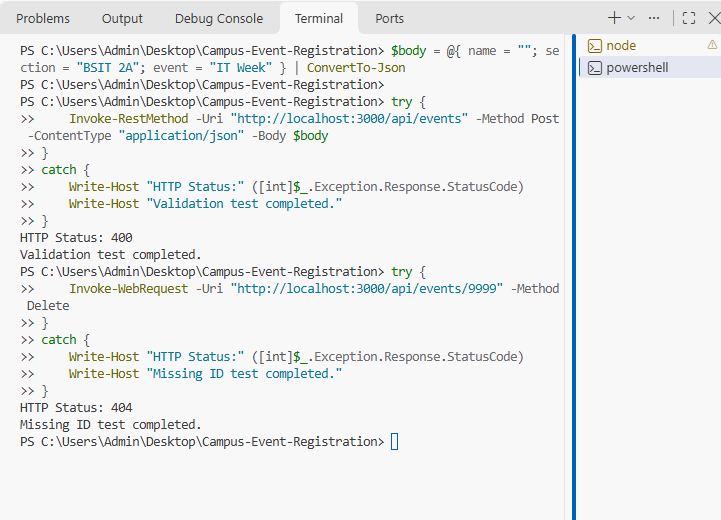 Problems Output Debug Console Terminal Ports
node
powershell
PS C:\Users\Admin\Desktop\Campus-Event-Registration> $body = @{ name = ""; se
ction = "BSIT 2A"; event = "IT Week" } | ConvertTo-Json
PS C:\Users\Admin\Desktop\Campus-Event-Registration>
PS C:\Users\Admin\Desktop\Campus-Event-Registration> try {
>>     Invoke-RestMethod -Uri "http://localhost:3000/api/events" -Method Post
 -ContentType "application/json" -Body $body
>> }
>> catch {
>>     Write-Host "HTTP Status:" ([int]$_.Exception.Response.StatusCode)
>>     Write-Host "Validation test completed."
>> }
HTTP Status: 400
Validation test completed.
PS C:\Users\Admin\Desktop\Campus-Event-Registration> try {
>>     Invoke-WebRequest -Uri "http://localhost:3000/api/events/9999" -Method
 Delete
>> }
>> catch {
>>     Write-Host "HTTP Status:" ([int]$_.Exception.Response.StatusCode)
>>     Write-Host "Missing ID test completed."
>> }
HTTP Status: 404
Missing ID test completed.
PS C:\Users\Admin\Desktop\Campus-Event-Registration>